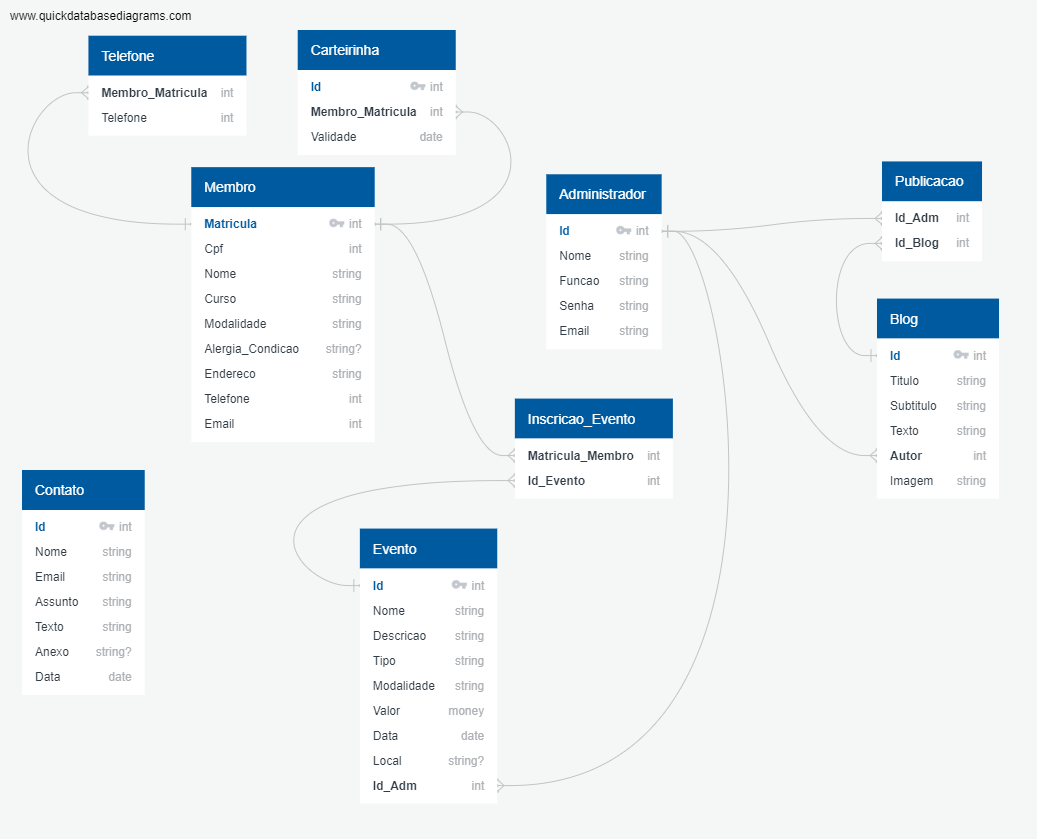 www.quickdatabasediagrams.com
Telefone
Membro_Matricula int
Telefone int
Carteirinha
Id int
Membro_Matricula int
Validade date
Membro
Matricula int
Cpf int
Nome string
Curso string
Modalidade string
Alergia_Condicao string?
Endereco string
Telefone int
Email int
Administrador
Id int
Nome string
Funcao string
Senha string
Email string
Publicacao
Id_Adm int
Id_Blog int
Blog
Id int
Titulo string
Subtitulo string
Texto string
Autor int
Imagem string
Inscricao_Evento
Matricula_Membro int
Id_Evento int
Contato
Id int
Nome string
Email string
Assunto string
Texto string
Anexo string?
Data date
Evento
Id int
Nome string
Descricao string
Tipo string
Modalidade string
Valor money
Data date
Local string?
Id_Adm int